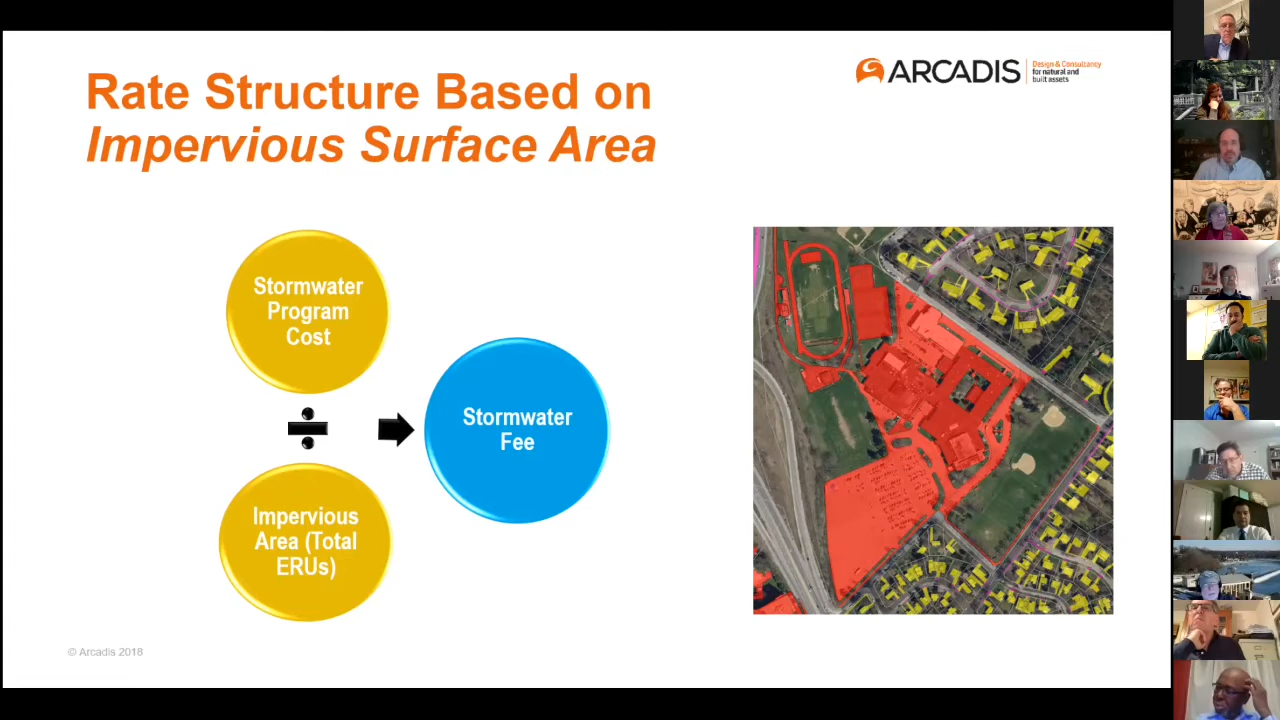 Rate Structure Based on
Impervious Surface Area
ARCADIS
Design & Consultancy
for natural and
built assets
Stormwater
Program
Cost
÷
Stormwater
Fee
Impervious
Area (Total
ERUs)
© Arcadis 2018